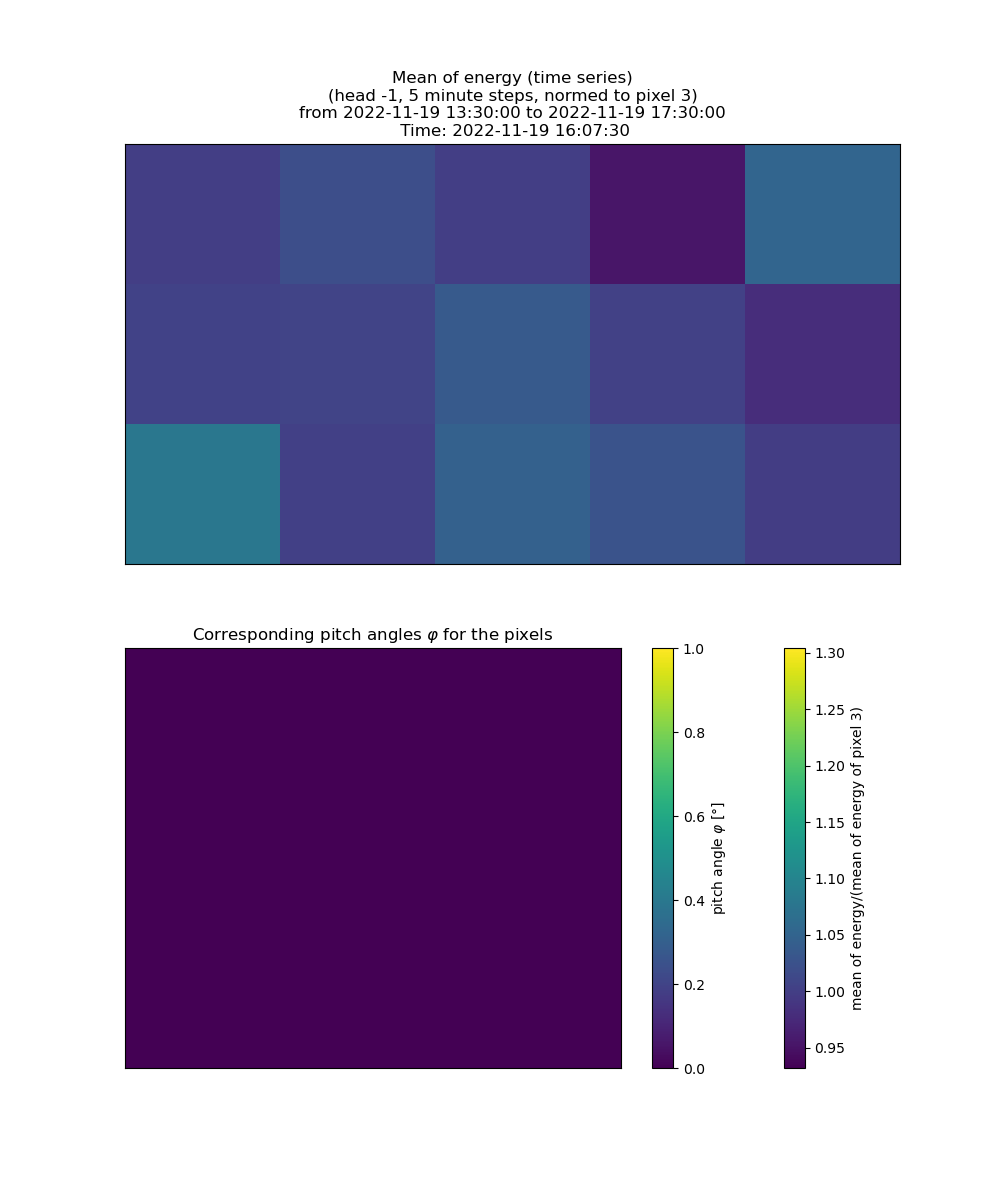 Mean of energy (time series)
(head -1, 5 minute steps, normed to pixel 3)
from 2022-11-19 13:30:00 to 2022-11-19 17:30:00
Time: 2022-11-19 16:07:30
Corresponding pitch angles φ for the pixels
1.0
0.8
0.6
0.4
0.2
0.0
pitch angle φ [°]
1.30
1.25
1.20
1.15
1.10
1.05
1.00
0.95
mean of energy/(mean of energy of pixel 3)